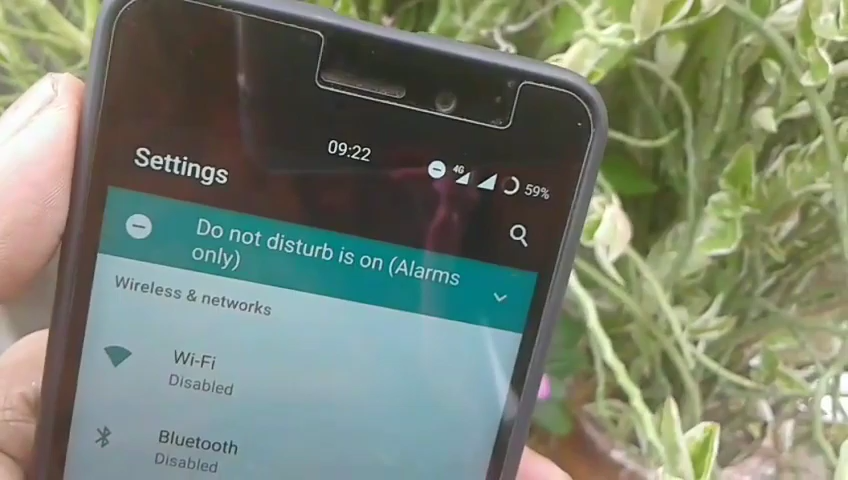 09:22
4G
59%
Settings
Do not disturb is on (Alarms
only)
Wireless & networks
Wi-Fi
Disabled
Bluetooth
Disabled